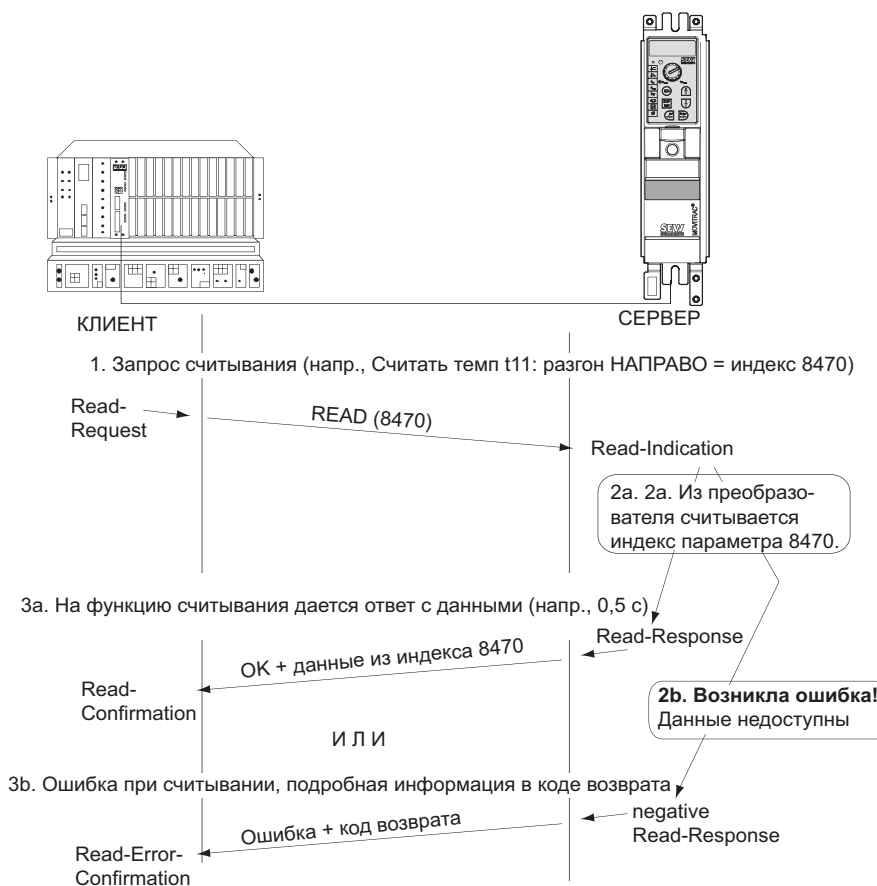 SEW
MOVITRAC®
КЛИЕНТ
СЕРВЕР
1. Запрос считывания (напр., Считать темп t11: разгон НАПРАВО = индекс 8470)
Read-
Request
READ (8470)
Read-Indication
2a. 2a. Из преобразо-
вателя считывается
индекс параметра 8470.
3a. На функцию считывания дается ответ с данными (напр., 0,5 с)
Read-Response
OK + данные из индекса 8470
Read-
Confirmation
2b. Возникла ошибка!
Данные недоступны
И Л И
3b. Ошибка при считывании, подробная информация в коде возврата
negative
Read-Response
Ошибка + код возврата
Read-Error-
Confirmation